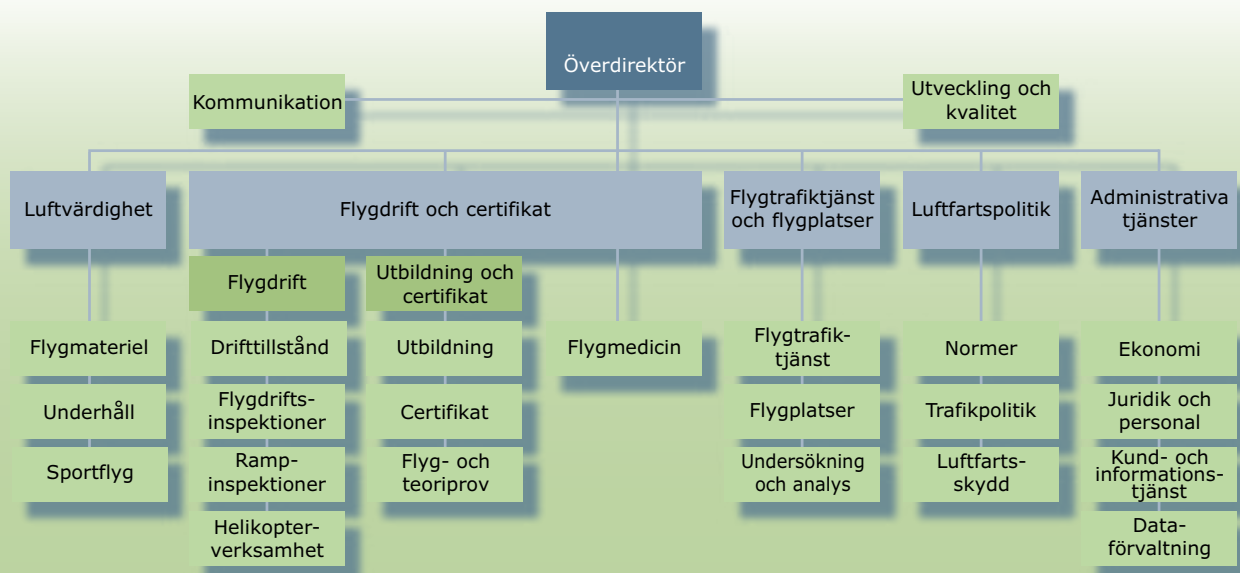 Överdirektör
Kommunikation
Utveckling och
kvalitet
Luftvärdighet
Flygdrift och certifikat
Flygtrafiktjänst
och flygplatser
Luftfartspolitik
Administrativa
tjänster
Flygdrift
Utbildning och
certifikat
Flygmateriel
Underhåll
Sportflyg
Drifttillstånd
Flygdrifts-
inspektioner
Ramp-
inspektioner
Helikopter-
verksamhet
Utbildning
Certifikat
Flyg- och
teoriprov
Flygmedicin
Flygtrafik-
tjänst
Flygplatser
Undersökning
och analys
Normer
Trafikpolitik
Luftfarts-
skydd
Ekonomi
Juridik och
personal
Kund- och
informations-
tjänst
Data-
förvaltning